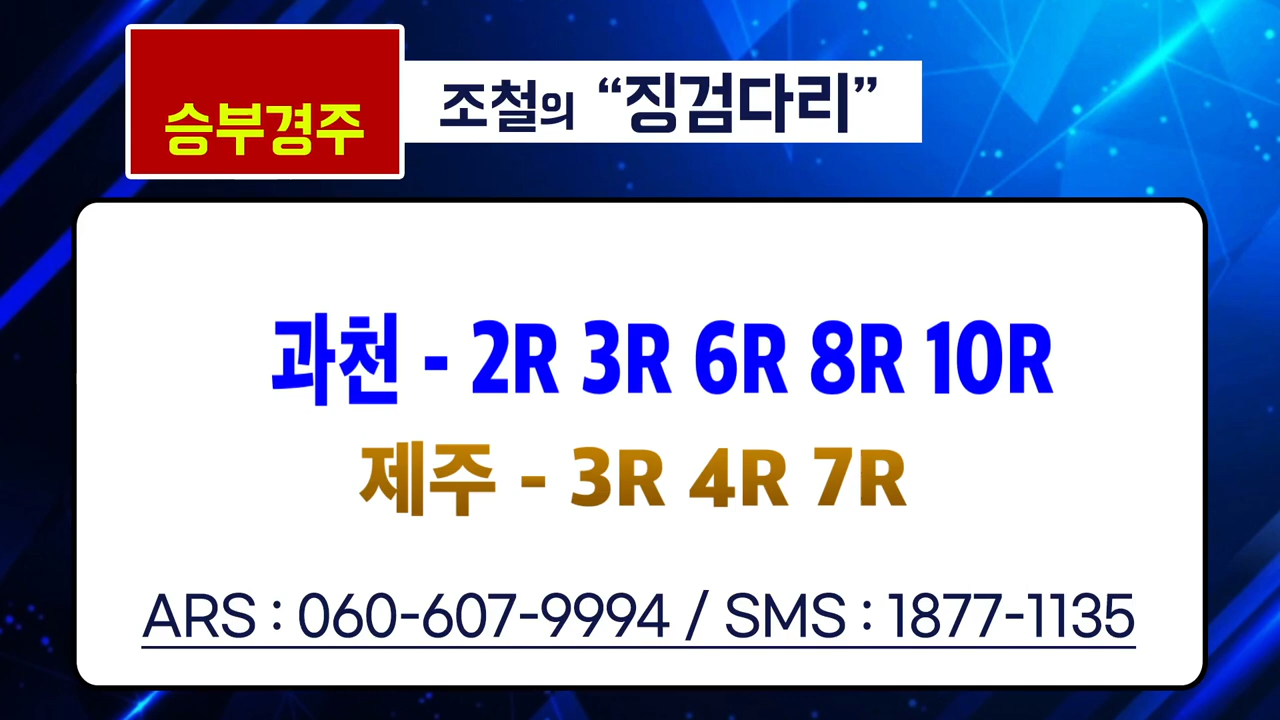 승부경주
조철의 “징검다리”
과천 - 2R 3R 6R 8R 10R
제주 - 3R 4R 7R
ARS : 060-607-9994 / SMS : 1877-1135